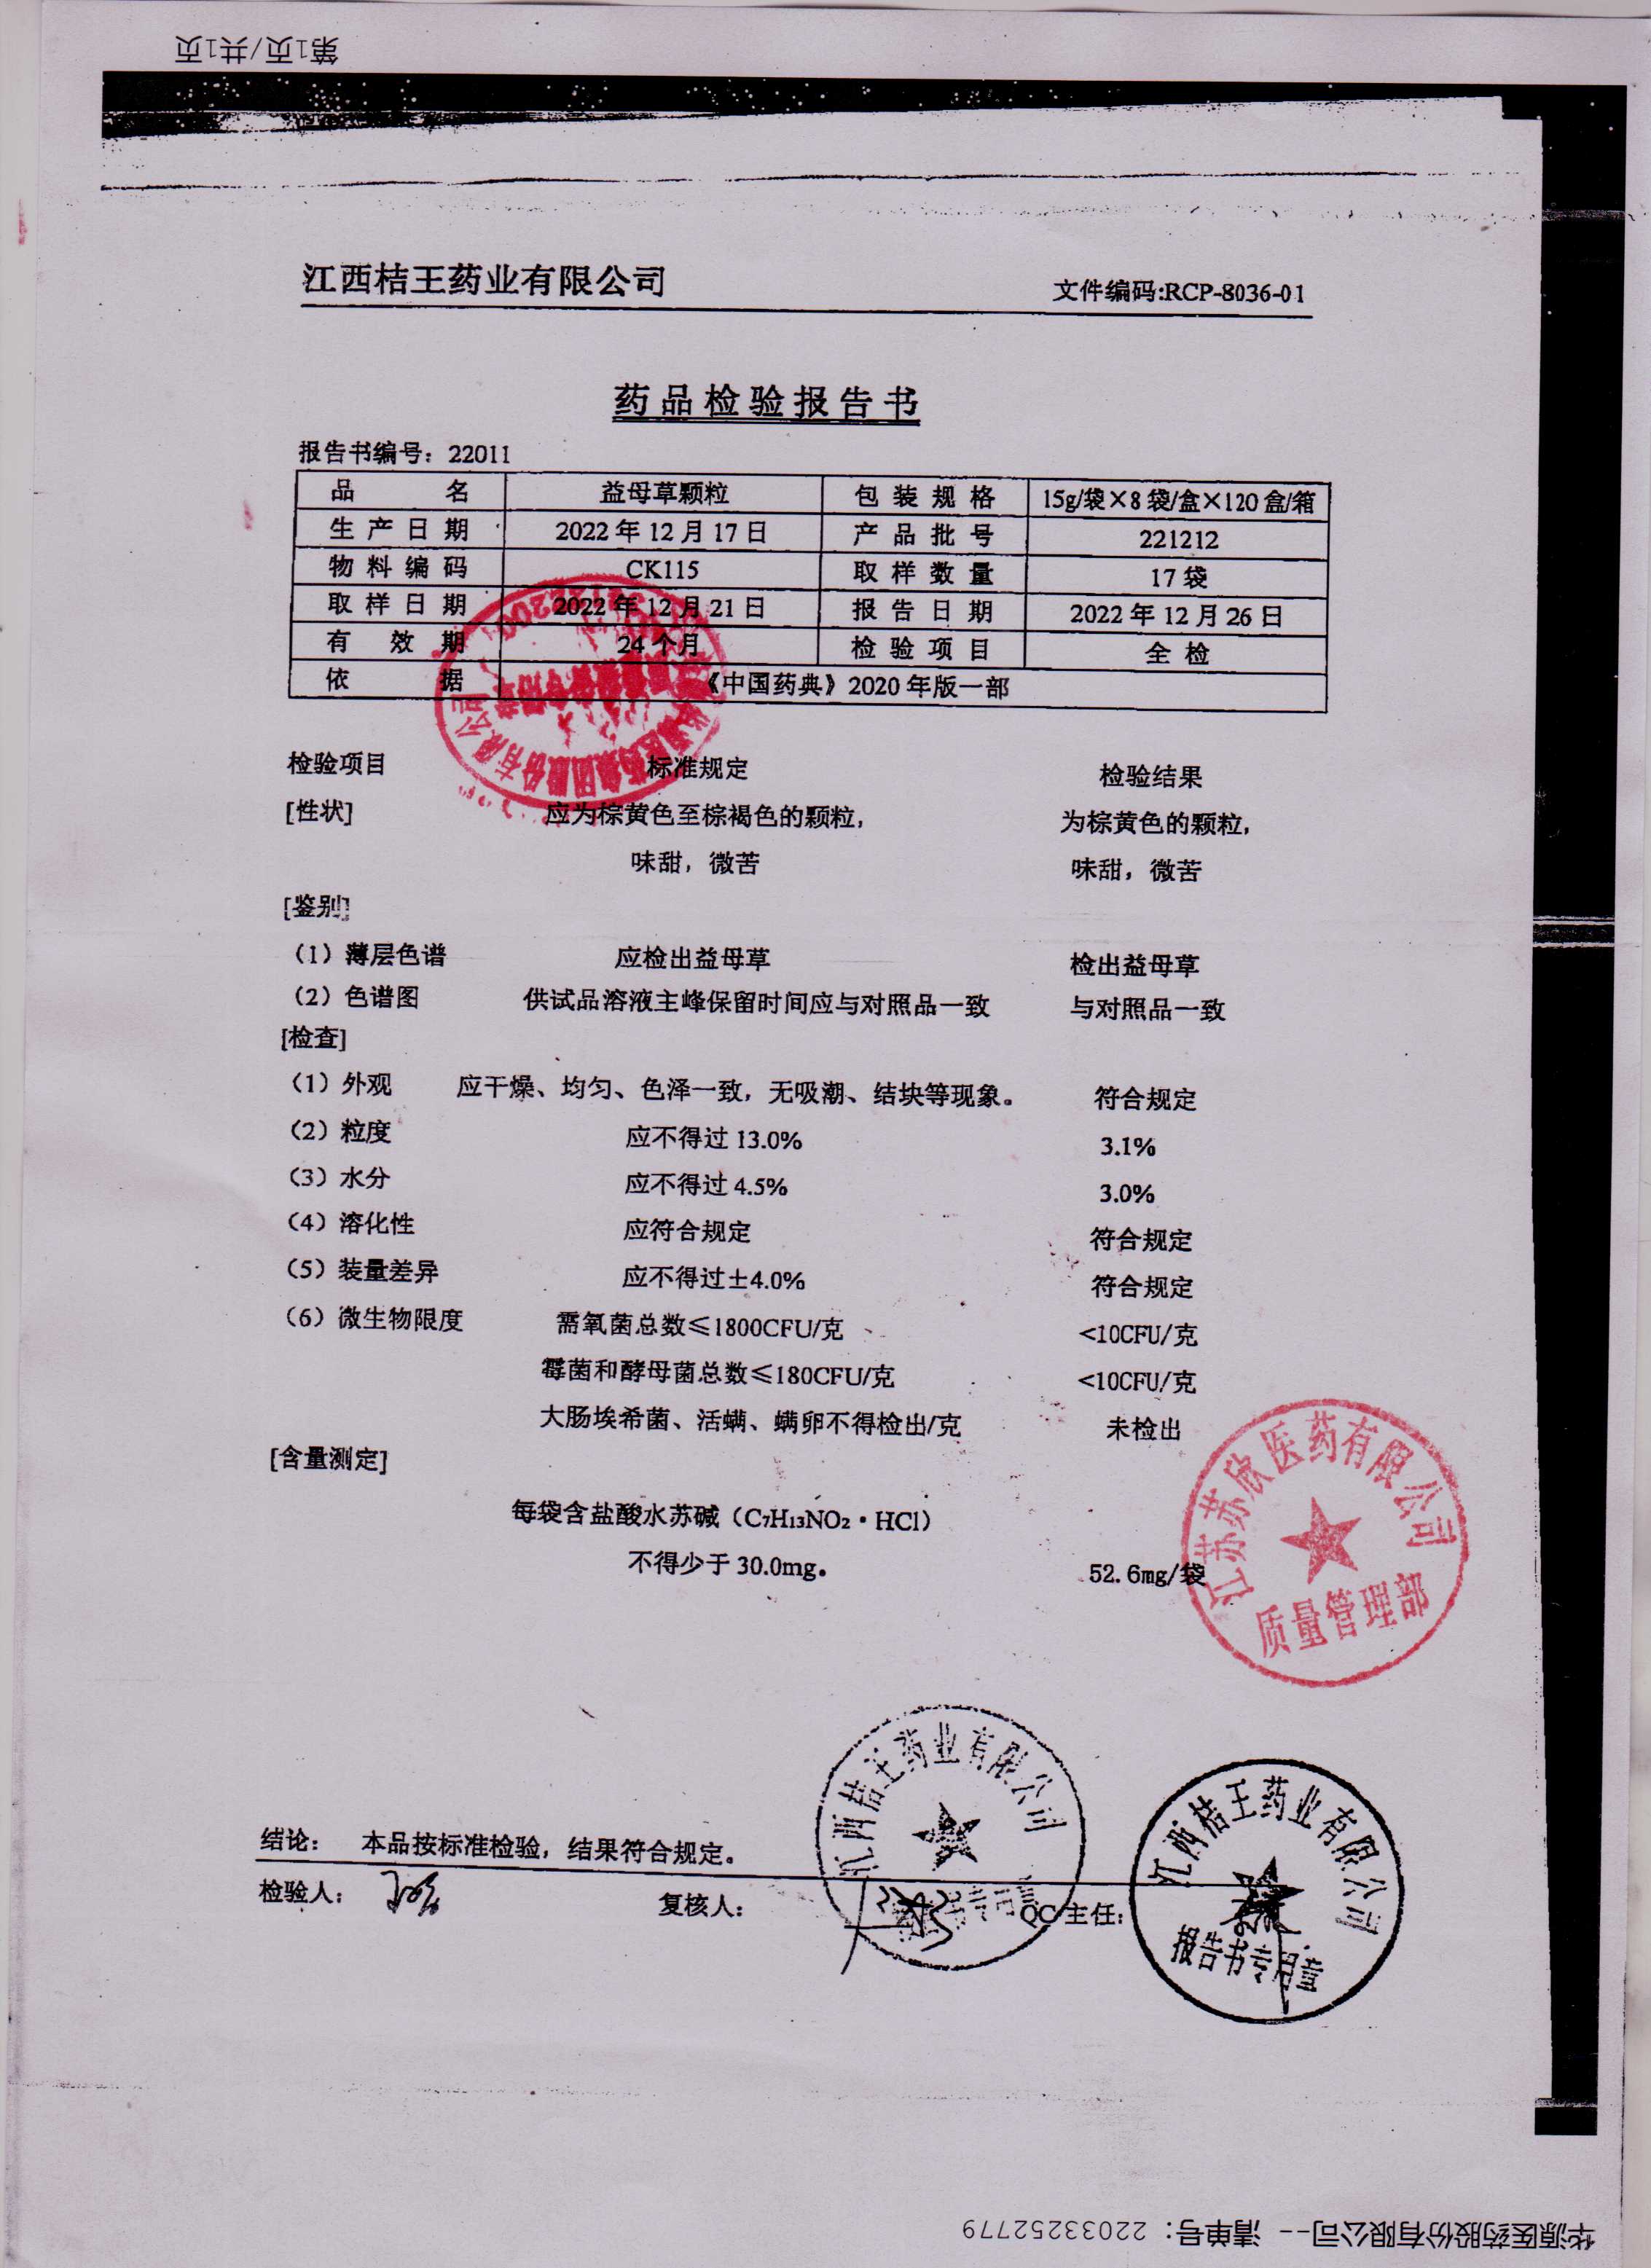 第1页/共1页
江西桔王药业有限公司 文件编码:RCP-8036-01
药品检验报告书
报告书编号：22011
品名 益母草颗粒 包装规格 15g/袋×8袋/盒×120盒/箱
生产日期 2022年12月17日 产品批号 221212
物料编码 CK115 取样数量 17袋
取样日期 2022年12月21日 报告日期 2022年12月26日
有效期 24个月 检验项目 全检
依据 《中国药典》2020年版一部
检验项目 标准规定 检验结果
[性状] 应为棕黄色至棕褐色的颗粒， 为棕黄色的颗粒，
味甜，微苦 味甜，微苦
[鉴别]
（1）薄层色谱 应检出益母草 检出益母草
（2）色谱图 供试品溶液主峰保留时间应与对照品一致 与对照品一致
[检查]
（1）外观 应干燥、均匀、色泽一致，无吸潮、结块等现象。 符合规定
（2）粒度 应不得过13.0% 3.1%
（3）水分 应不得过4.5% 3.0%
（4）溶化性 应符合规定 符合规定
（5）装量差异 应不得过±4.0% 符合规定
（6）微生物限度 需氧菌总数≤1800CFU/克 <10CFU/克
霉菌和酵母菌总数≤180CFU/克 <10CFU/克
大肠埃希菌、活螨、螨卵不得检出/克 未检出
[含量测定]
每袋含盐酸水苏碱（C₇H₁₃NO₂·HCl）
不得少于30.0mg。 52.6mg/袋
江苏苏欣医药有限公司
质量管理部
结论： 本品按标准检验，结果符合规定。
检验人： 复核人： QC主任：
江西桔王药业有限公司
江西桔王药业有限公司
报告书专用章
华源医药股份有限公司-- 清单号：22033252779